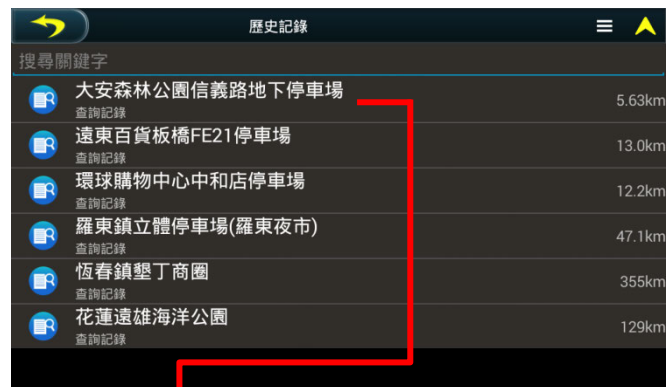 歷史記錄
搜尋關鍵字
大安森林公園信義路地下停車場
查詢記錄
5.63km
遠東百貨板橋FE21停車場
查詢記錄
13.0km
環球購物中心中和店停車場
查詢記錄
12.2km
羅東鎮立體停車場(羅東夜市)
查詢記錄
47.1km
恆春鎮墾丁商圈
查詢記錄
355km
花蓮遠雄海洋公園
查詢記錄
129km